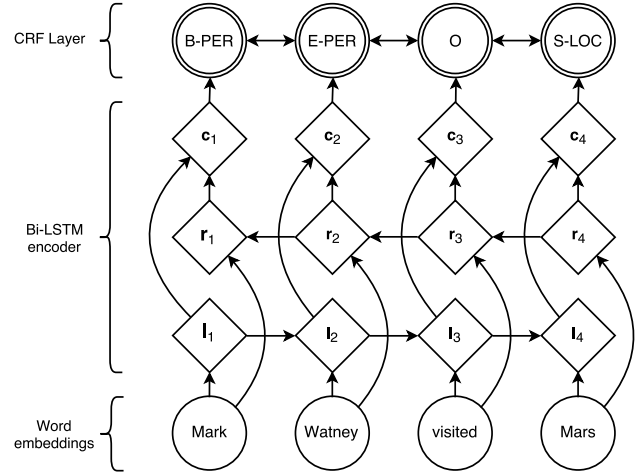 CRF Layer
B-PER E-PER O S-LOC
c₁ c₂ c₃ c₄
Bi-LSTM
encoder
r₁ r₂ r₃ r₄
l₁ l₂ l₃ l₄
Word
embeddings
Mark Watney visited Mars